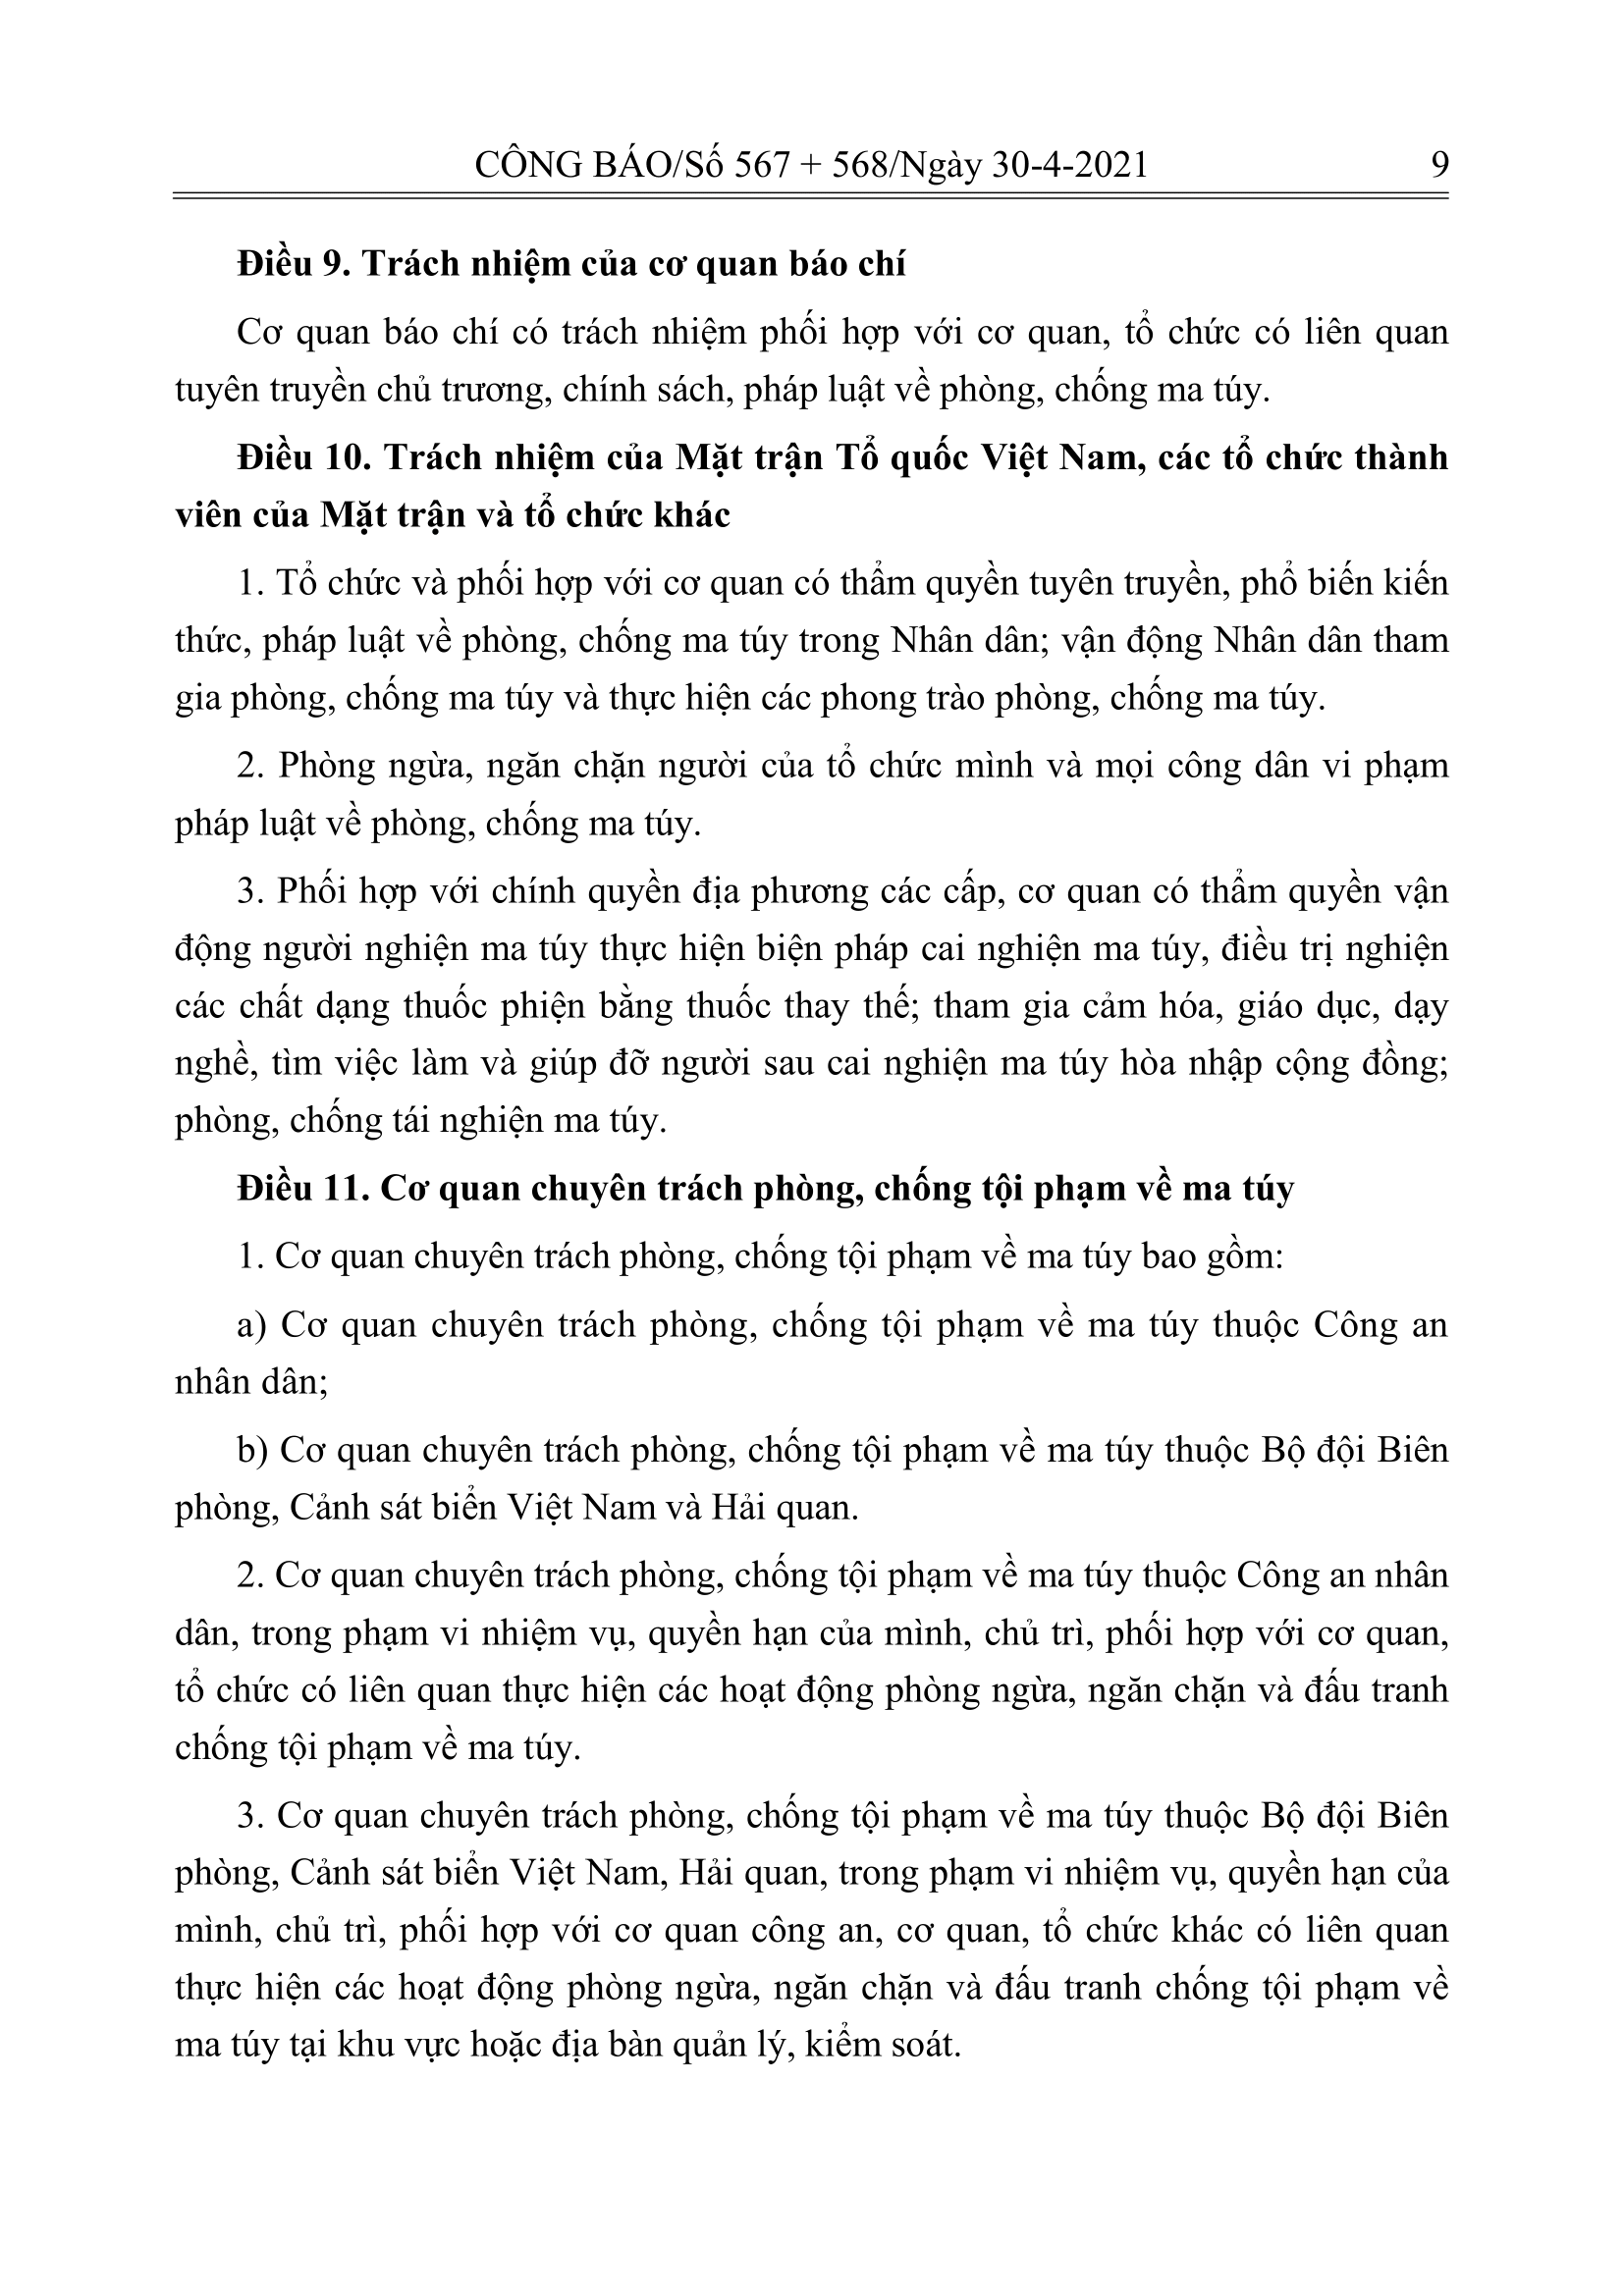 CÔNG BÁO/Số 567 + 568/Ngày 30-4-2021 9
Điều 9. Trách nhiệm của cơ quan báo chí
Cơ quan báo chí có trách nhiệm phối hợp với cơ quan, tổ chức có liên quan
tuyên truyền chủ trương, chính sách, pháp luật về phòng, chống ma túy.
Điều 10. Trách nhiệm của Mặt trận Tổ quốc Việt Nam, các tổ chức thành
viên của Mặt trận và tổ chức khác
1. Tổ chức và phối hợp với cơ quan có thẩm quyền tuyên truyền, phổ biến kiến
thức, pháp luật về phòng, chống ma túy trong Nhân dân; vận động Nhân dân tham
gia phòng, chống ma túy và thực hiện các phong trào phòng, chống ma túy.
2. Phòng ngừa, ngăn chặn người của tổ chức mình và mọi công dân vi phạm
pháp luật về phòng, chống ma túy.
3. Phối hợp với chính quyền địa phương các cấp, cơ quan có thẩm quyền vận
động người nghiện ma túy thực hiện biện pháp cai nghiện ma túy, điều trị nghiện
các chất dạng thuốc phiện bằng thuốc thay thế; tham gia cảm hóa, giáo dục, dạy
nghề, tìm việc làm và giúp đỡ người sau cai nghiện ma túy hòa nhập cộng đồng;
phòng, chống tái nghiện ma túy.
Điều 11. Cơ quan chuyên trách phòng, chống tội phạm về ma túy
1. Cơ quan chuyên trách phòng, chống tội phạm về ma túy bao gồm:
a) Cơ quan chuyên trách phòng, chống tội phạm về ma túy thuộc Công an
nhân dân;
b) Cơ quan chuyên trách phòng, chống tội phạm về ma túy thuộc Bộ đội Biên
phòng, Cảnh sát biển Việt Nam và Hải quan.
2. Cơ quan chuyên trách phòng, chống tội phạm về ma túy thuộc Công an nhân
dân, trong phạm vi nhiệm vụ, quyền hạn của mình, chủ trì, phối hợp với cơ quan,
tổ chức có liên quan thực hiện các hoạt động phòng ngừa, ngăn chặn và đấu tranh
chống tội phạm về ma túy.
3. Cơ quan chuyên trách phòng, chống tội phạm về ma túy thuộc Bộ đội Biên
phòng, Cảnh sát biển Việt Nam, Hải quan, trong phạm vi nhiệm vụ, quyền hạn của
mình, chủ trì, phối hợp với cơ quan công an, cơ quan, tổ chức khác có liên quan
thực hiện các hoạt động phòng ngừa, ngăn chặn và đấu tranh chống tội phạm về
ma túy tại khu vực hoặc địa bàn quản lý, kiểm soát.